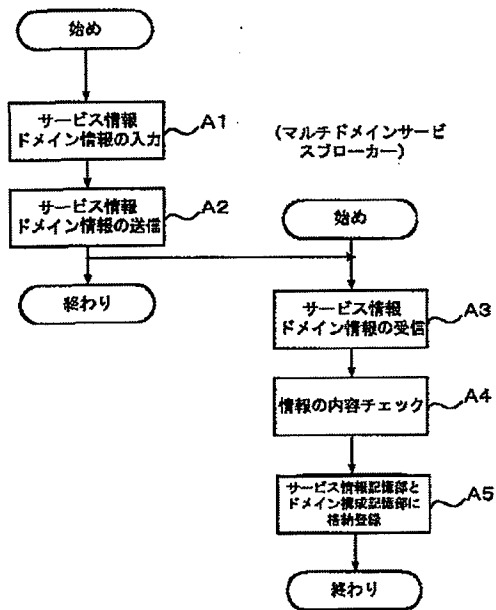 始め
サービス情報
ドメイン情報の入力
A1
サービス情報
ドメイン情報の送信
A2
終わり
(マルチドメインサービ
スブローカー)
始め
サービス情報
ドメイン情報の受信
A3
情報の内容チェック
A4
サービス情報記憶部と
ドメイン構成記憶部に
格納登録
A5
終わり